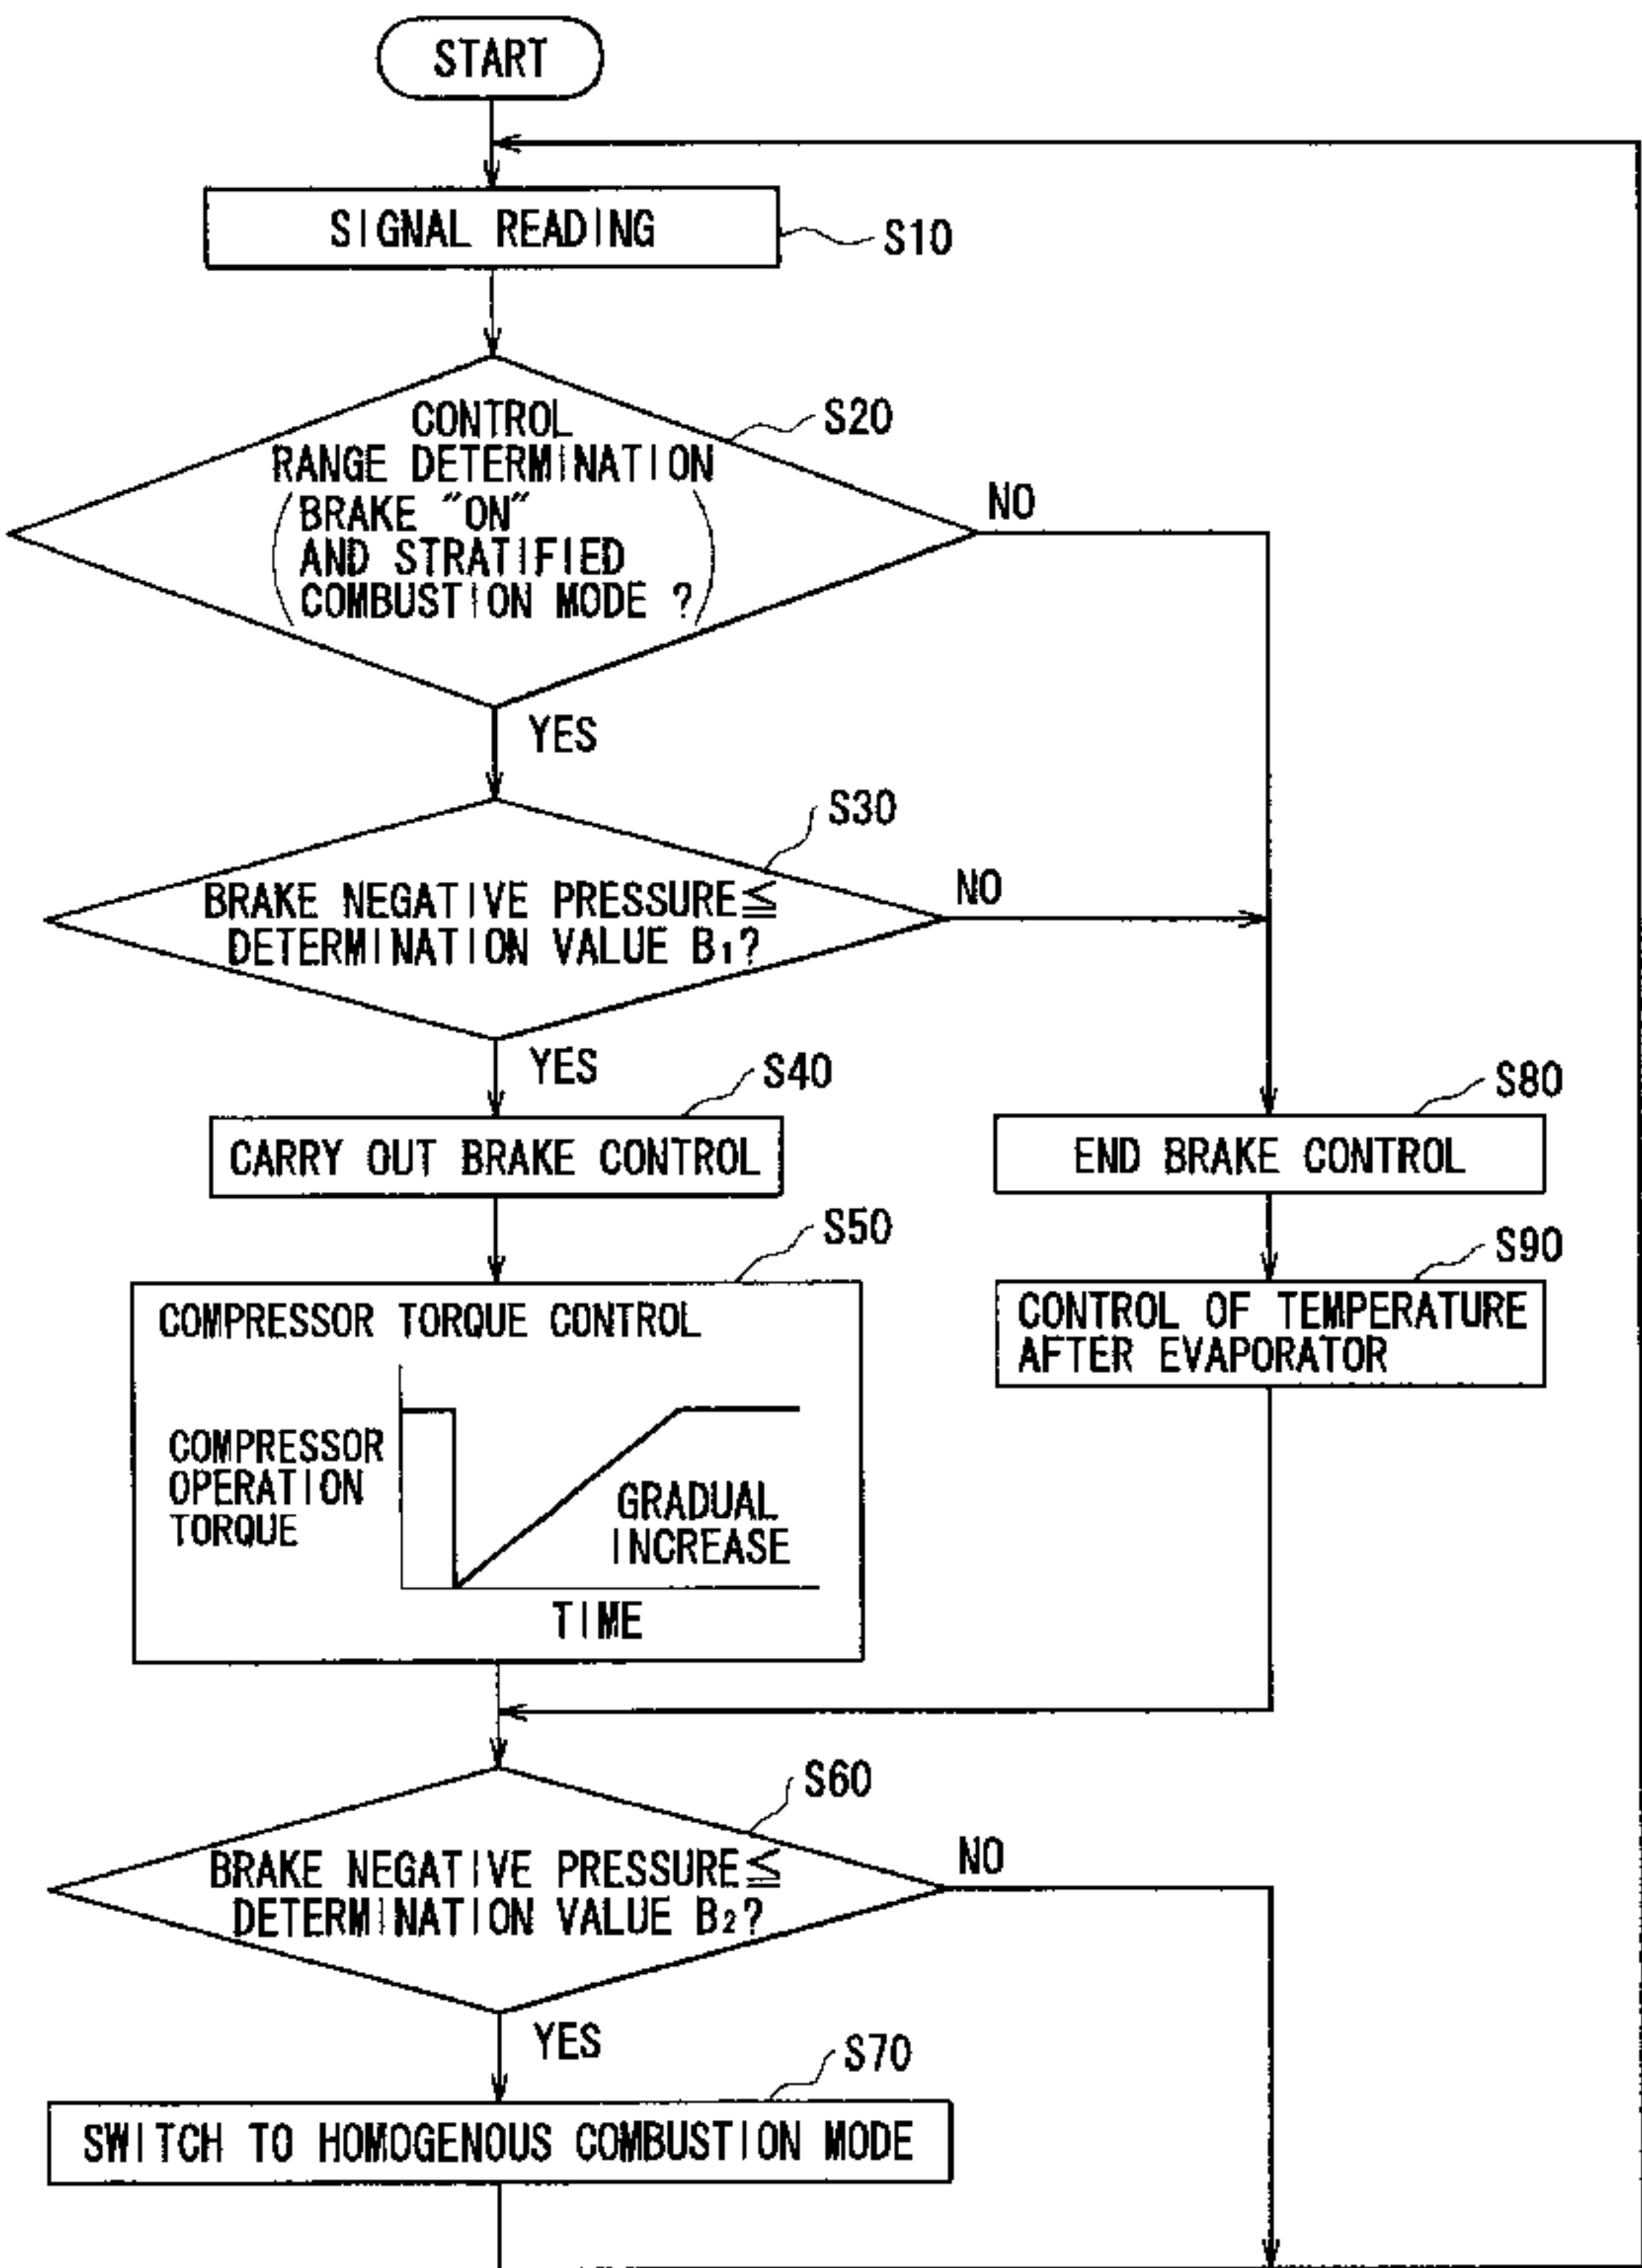 START
SIGNAL READING
S10
CONTROL
RANGE DETERMINATION
BRAKE "ON"
AND STRATIFIED
COMBUSTION MODE ?
S20
NO
YES
S30
BRAKE NEGATIVE PRESSURE≦
DETERMINATION VALUE B₁?
NO
YES
S40
CARRY OUT BRAKE CONTROL
S80
END BRAKE CONTROL
S50
COMPRESSOR TORQUE CONTROL
COMPRESSOR
OPERATION
TORQUE
GRADUAL
INCREASE
TIME
S90
CONTROL OF TEMPERATURE
AFTER EVAPORATOR
S60
BRAKE NEGATIVE PRESSURE≦
DETERMINATION VALUE B₂?
NO
YES
S70
SWITCH TO HOMOGENOUS COMBUSTION MODE